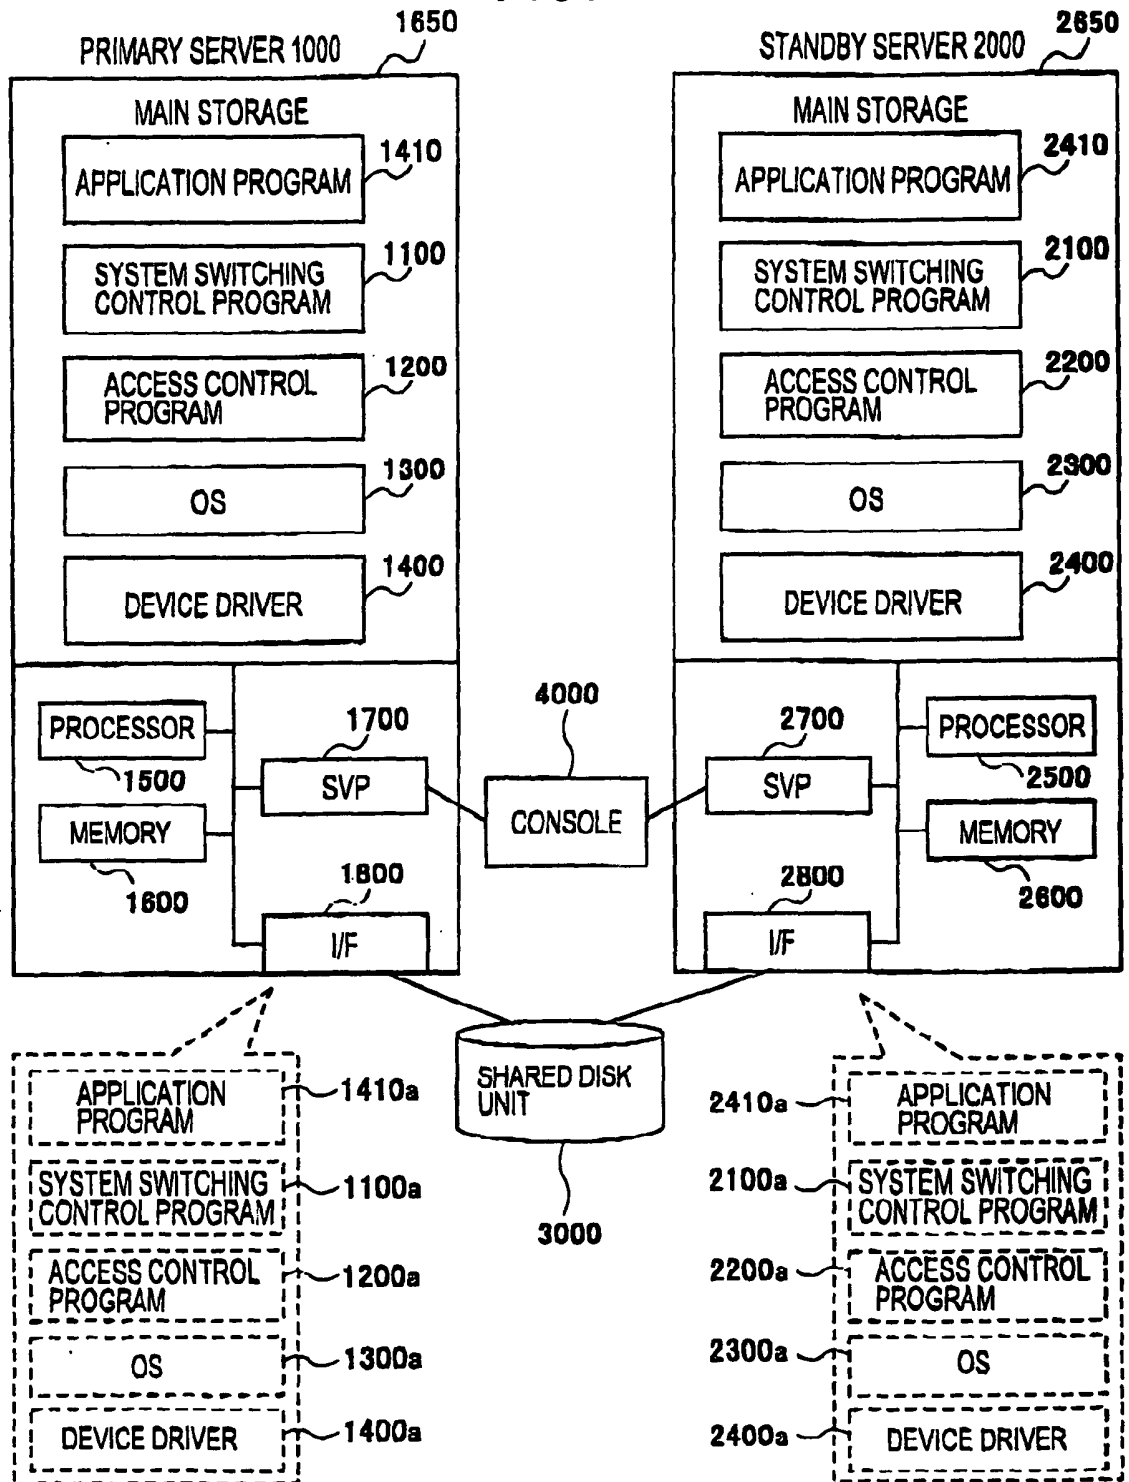 1650
PRIMARY SERVER 1000
MAIN STORAGE
1410
APPLICATION PROGRAM
1100
SYSTEM SWITCHING
CONTROL PROGRAM
1200
ACCESS CONTROL
PROGRAM
1300
OS
1400
DEVICE DRIVER
PROCESSOR
1500
MEMORY
1600
1700
SVP
1800
I/F
4000
CONSOLE
2650
STANDBY SERVER 2000
MAIN STORAGE
2410
APPLICATION PROGRAM
2100
SYSTEM SWITCHING
CONTROL PROGRAM
2200
ACCESS CONTROL
PROGRAM
2300
OS
2400
DEVICE DRIVER
2700
SVP
PROCESSOR
2500
MEMORY
2600
2800
I/F
SHARED DISK
UNIT
3000
APPLICATION
PROGRAM
1410a
SYSTEM SWITCHING
CONTROL PROGRAM
1100a
ACCESS CONTROL
PROGRAM
1200a
OS
1300a
DEVICE DRIVER
1400a
2410a
APPLICATION
PROGRAM
2100a
SYSTEM SWITCHING
CONTROL PROGRAM
2200a
ACCESS CONTROL
PROGRAM
2300a
OS
2400a
DEVICE DRIVER